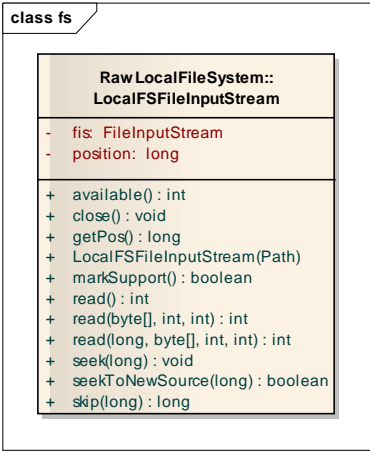 class fs
RawLocalFileSystem::
LocalFSFileInputStream
- fis: FileInputStream
- position: long
+ available() : int
+ close() : void
+ getPos() : long
+ LocalFSFileInputStream(Path)
+ markSupport() : boolean
+ read() : int
+ read(byte[], int, int) : int
+ read(long, byte[], int, int) : int
+ seek(long) : void
+ seekToNewSource(long) : boolean
+ skip(long) : long